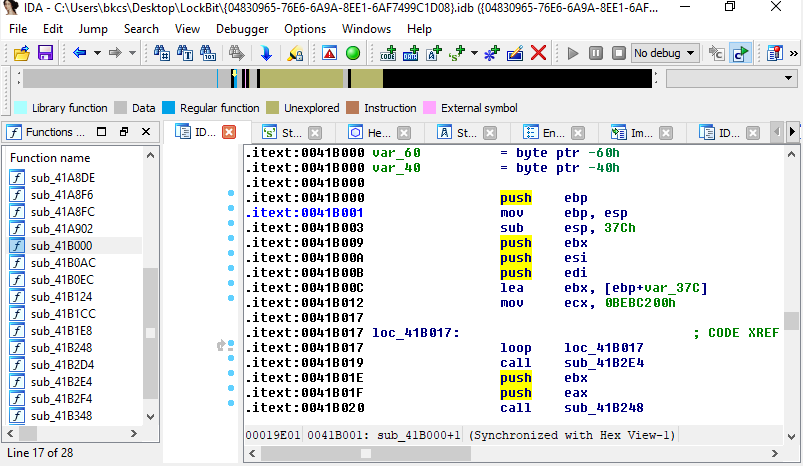 IDA - C:\Users\bkcs\Desktop\LockBit\{04830965-76E6-6A9A-8EE1-6AF7499C1D08}.idb ({04830965-76E6-6A9A-8EE1-6AF...
File Edit Jump Search View Debugger Options Windows Help
No debug
Library function Data Regular function Unexplored Instruction External symbol
Functions ... ID... St... He... St... En... Im... ID...
Function name
sub_41A8DE
sub_41A8F6
sub_41A8FC
sub_41A902
sub_41B000
sub_41B0AC
sub_41B0EC
sub_41B124
sub_41B1CC
sub_41B1E8
sub_41B248
sub_41B2D4
sub_41B2E4
sub_41B2F4
sub_41B348
Line 17 of 28
.itext:0041B000 var_60 = byte ptr -60h
.itext:0041B000 var_40 = byte ptr -40h
.itext:0041B000
.itext:0041B000 push ebp
.itext:0041B001 mov ebp, esp
.itext:0041B003 sub esp, 37Ch
.itext:0041B009 push ebx
.itext:0041B00A push esi
.itext:0041B00B push edi
.itext:0041B00C lea ebx, [ebp+var_37C]
.itext:0041B012 mov ecx, 0BEBC200h
.itext:0041B017
.itext:0041B017 loc_41B017: ; CODE XREF
.itext:0041B017 loop loc_41B017
.itext:0041B019 call sub_41B2E4
.itext:0041B01E push ebx
.itext:0041B01F push eax
.itext:0041B020 call sub_41B248
00019E01 0041B001: sub_41B000+1 (Synchronized with Hex View-1)